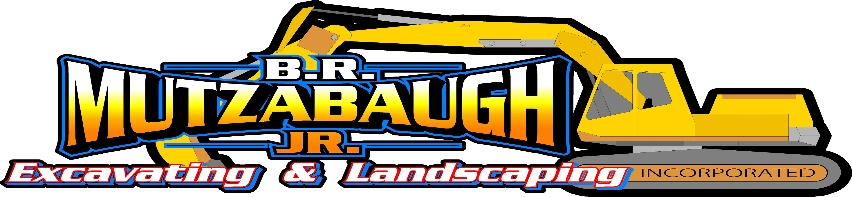 B.R.
MUTZABAUGH
JR.
Excavating & Landscaping
INCORPORATED